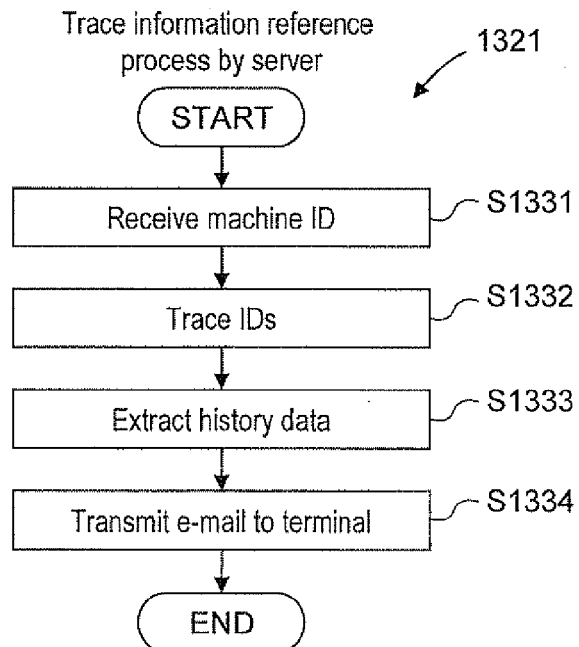 Trace information reference
process by server
1321
START
Receive machine ID
S1331
Trace IDs
S1332
Extract history data
S1333
Transmit e-mail to terminal
S1334
END